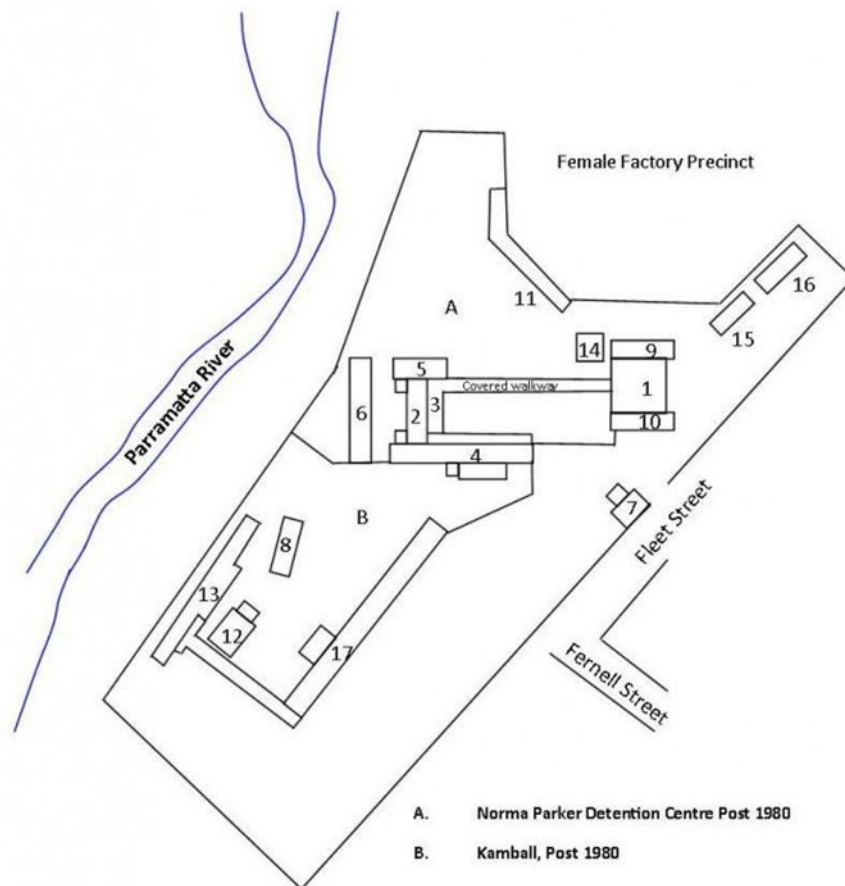 Female Factory Precinct
16
11
15
A
14
9
5
Covered walkway
1
6
2
3
10
4
Parramatta River
7
B
Fleet Street
8
13
12
17
Fernell Street
A. Norma Parker Detention Centre Post 1980
B. Kamball, Post 1980